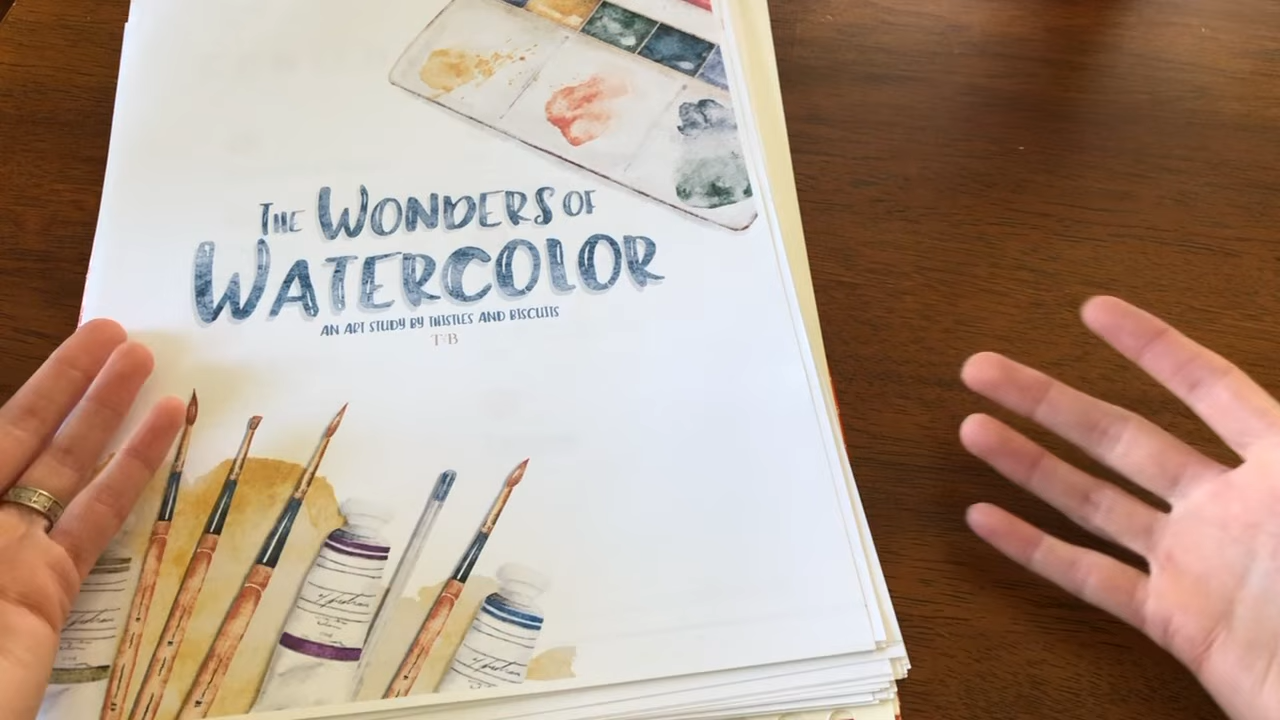 THE WONDERS OF
WATERCOLOR
AN ART STUDY BY THISTLES AND BISCUITS
T&B